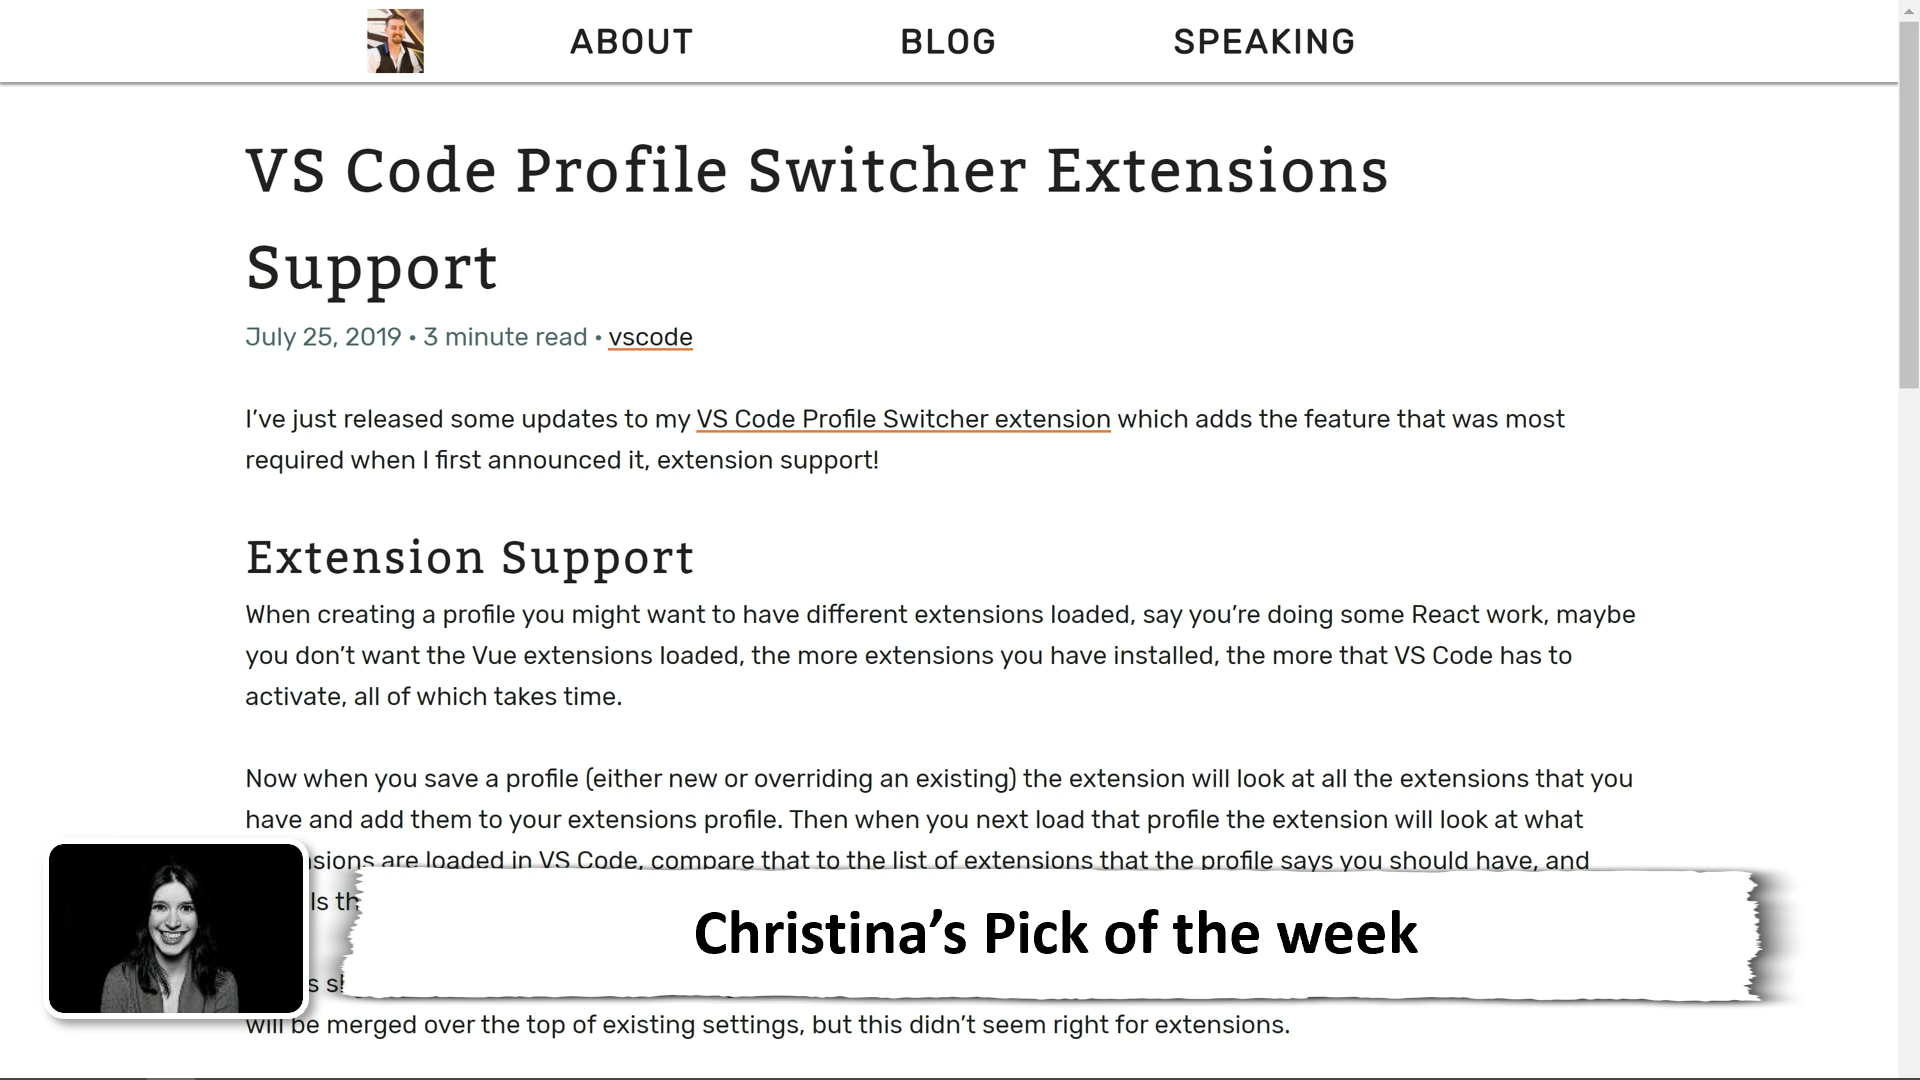 ABOUT BLOG SPEAKING
VS Code Profile Switcher Extensions
Support
July 25, 2019 • 3 minute read • vscode
I’ve just released some updates to my VS Code Profile Switcher extension which adds the feature that was most
required when I first announced it, extension support!
Extension Support
When creating a profile you might want to have different extensions loaded, say you’re doing some React work, maybe
you don’t want the Vue extensions loaded, the more extensions you have installed, the more that VS Code has to
activate, all of which takes time.
Now when you save a profile (either new or overriding an existing) the extension will look at all the extensions that you
have and add them to your extensions profile. Then when you next load that profile the extension will look at what
are loaded in VS Code, compare that to the list of extensions that the profile says you should have, and
Christina’s Pick of the week
will be merged over the top of existing settings, but this didn’t seem right for extensions.